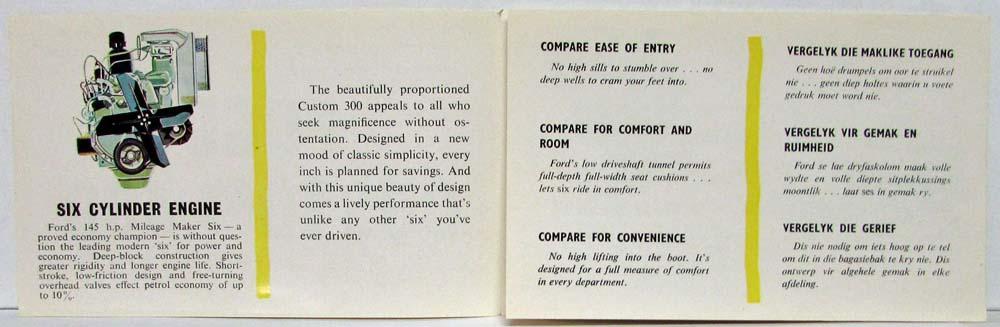 SIX CYLINDER ENGINE
Ford's 145 h.p. Mileage Maker Six — a
proved economy champion — is without ques-
tion the leading modern 'six' for power and
economy. Deep-block construction gives
greater rigidity and longer engine life. Short-
stroke, low-friction design and free-turning
overhead valves effect petrol economy of up
to 10%.
The beautifully proportioned
Custom 300 appeals to all who
seek magnificence without os-
tentation. Designed in a new
mood of classic simplicity, every
inch is planned for savings. And
with this unique beauty of design
comes a lively performance that's
unlike any other 'six' you've
ever driven.
COMPARE EASE OF ENTRY
No high sills to stumble over . . . no
deep wells to cram your feet into.
COMPARE FOR COMFORT AND
ROOM
Ford's low driveshaft tunnel permits
full-depth full-width seat cushions . . .
lets six ride in comfort.
COMPARE FOR CONVENIENCE
No high lifting into the boot. It's
designed for a full measure of comfort
in every department.
VERGELYK DIE MAKLIKE TOEGANG
Geen hoë drumpels om oor te struikel
nie . . . geen diep holtes waarin u voete
gedruk moet word nie.
VERGELYK VIR GEMAK EN
RUIMHEID
Ford se lae dryfaskolom maak volle
wydte en volle diepte sitplekkussings
moontlik . . . laat ses in gemak ry.
VERGELYK DIE GERIEF
Dis nie nodig om iets hoog op te tel
om dit in die bagasiebak te kry nie. Dis
ontwerp vir algehele gemak in elke
afdeling.